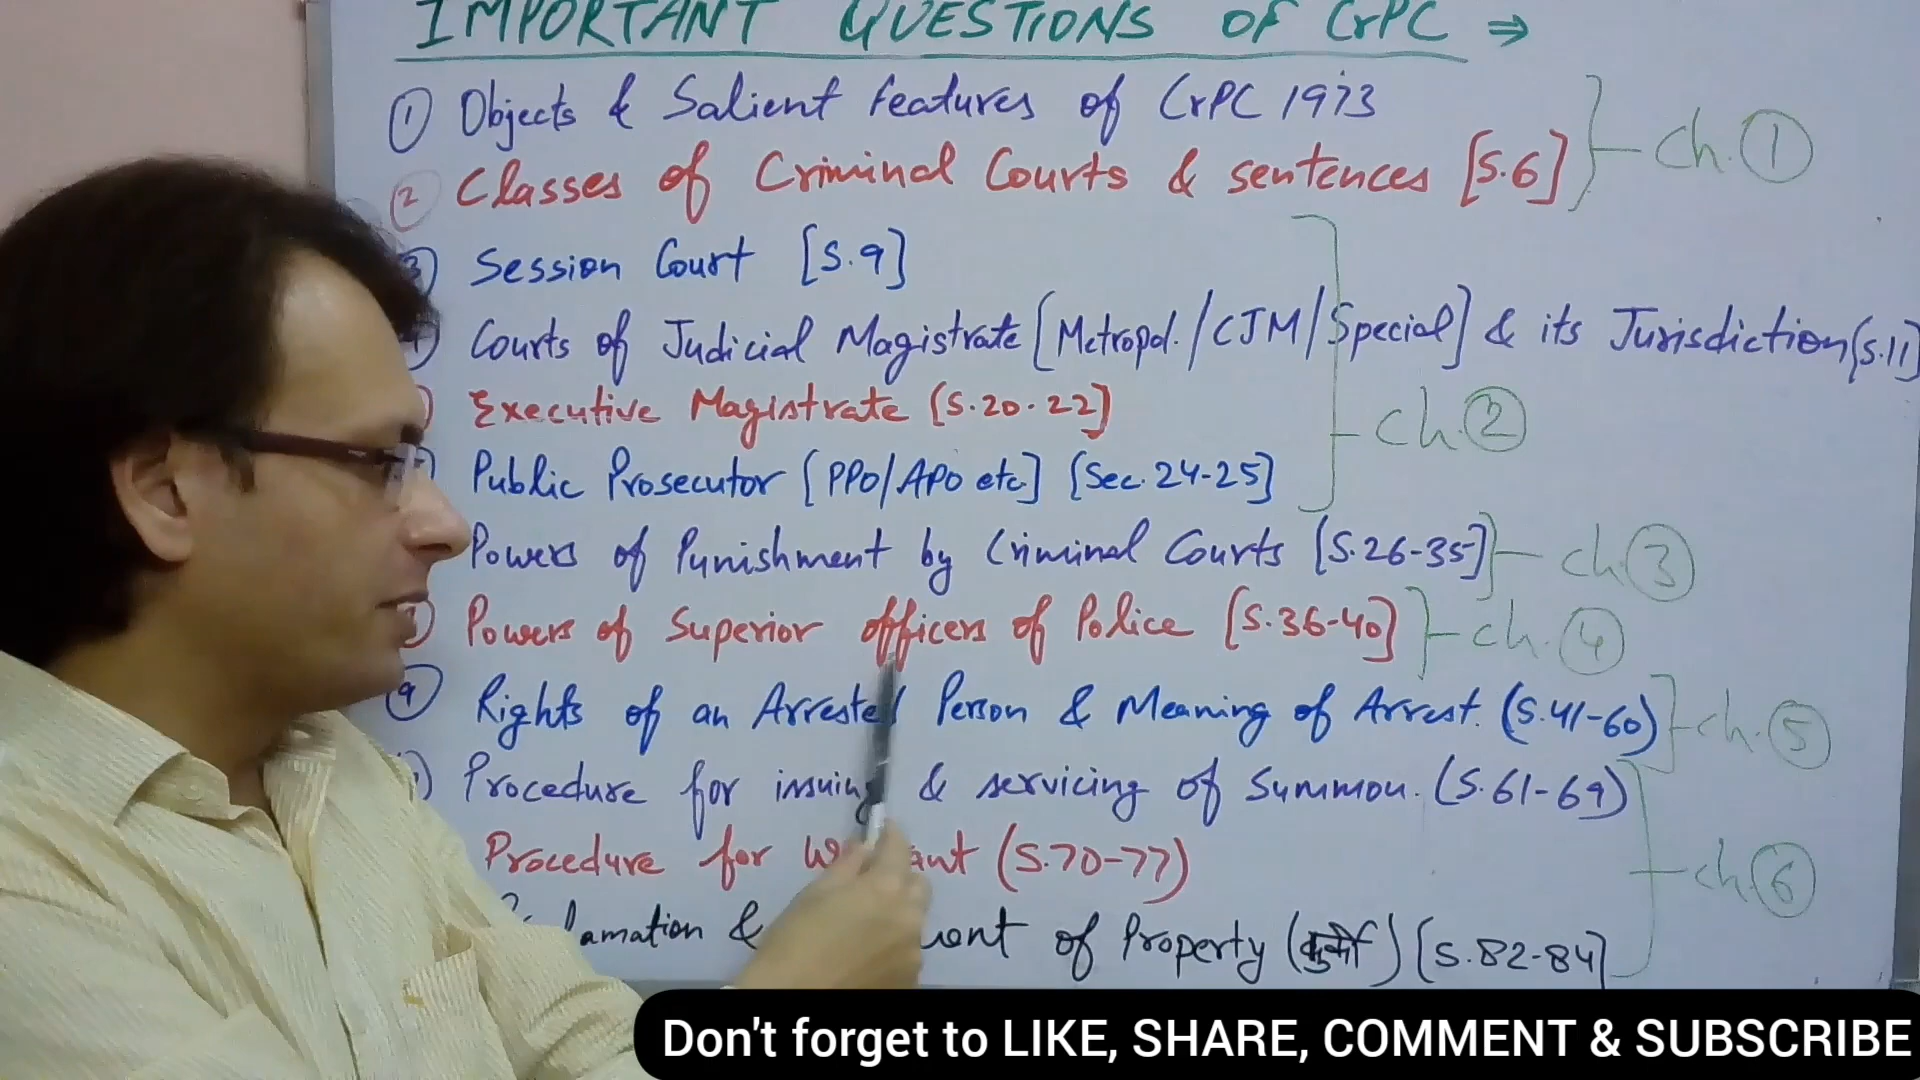 IMPORTANT QUESTIONS OF CrPC ⇒
① Objects & Salient features of CrPC 1973
② Classes of Criminal Courts & sentences [S.6]
Ch. ①
③ Session Court [S.9]
Courts of Judicial Magistrate [Metropol./CJM/Special] & its Jurisdiction [S.11]
Executive Magistrate [S.20-22]
Public Prosecutor [PPO/APO etc.] [Sec. 24-25]
Ch. ②
Powers of Punishment by Criminal Courts [S.26-35] Ch. ③
Powers of Superior officers of Police [S.36-40] Ch. ④
⑨ Rights of an Arrested Person & Meaning of Arrest. (S.41-60) Ch. ⑤
Procedure for issuing & servicing of Summon. (S.61-69)
Procedure for (S.70-77)
Ch. ⑥
& of Property (कुर्की) [S.82-84]
Don't forget to LIKE, SHARE, COMMENT & SUBSCRIBE